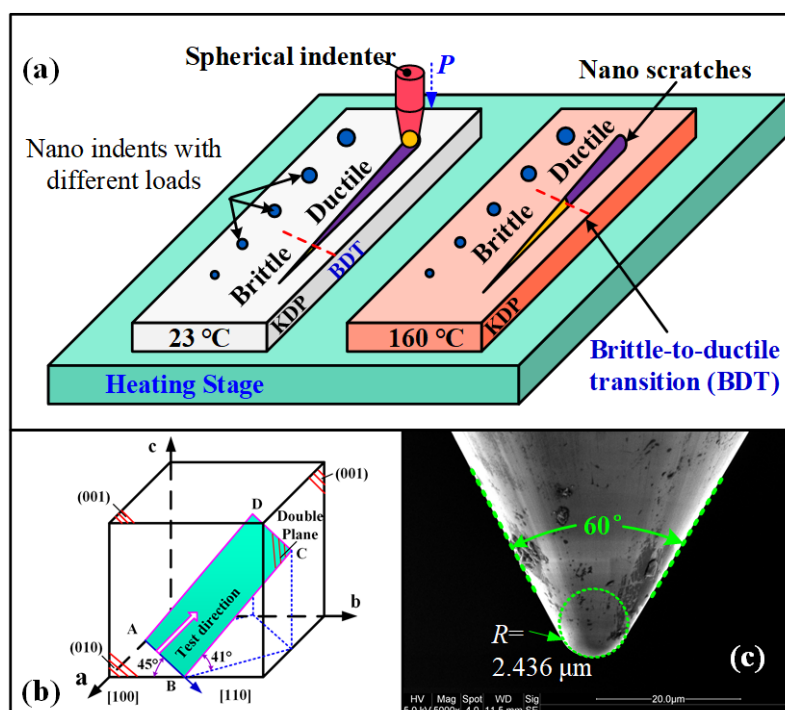 (a)
Spherical indenter
P
Nano scratches
Nano indents with
different loads
Ductile
Brittle
BDT
KDP
23 °C
Ductile
Brittle
KDP
160 °C
Heating Stage
Brittle-to-ductile
transition (BDT)
c
(001)
(001)
D
Double
Plane
C
b
Test direction
A
(010)
45°
41°
a
B
[100]
[110]
(b)
60°
R=
2.436 μm
(c)
HV Mag Spot WD Sig
20.0μm